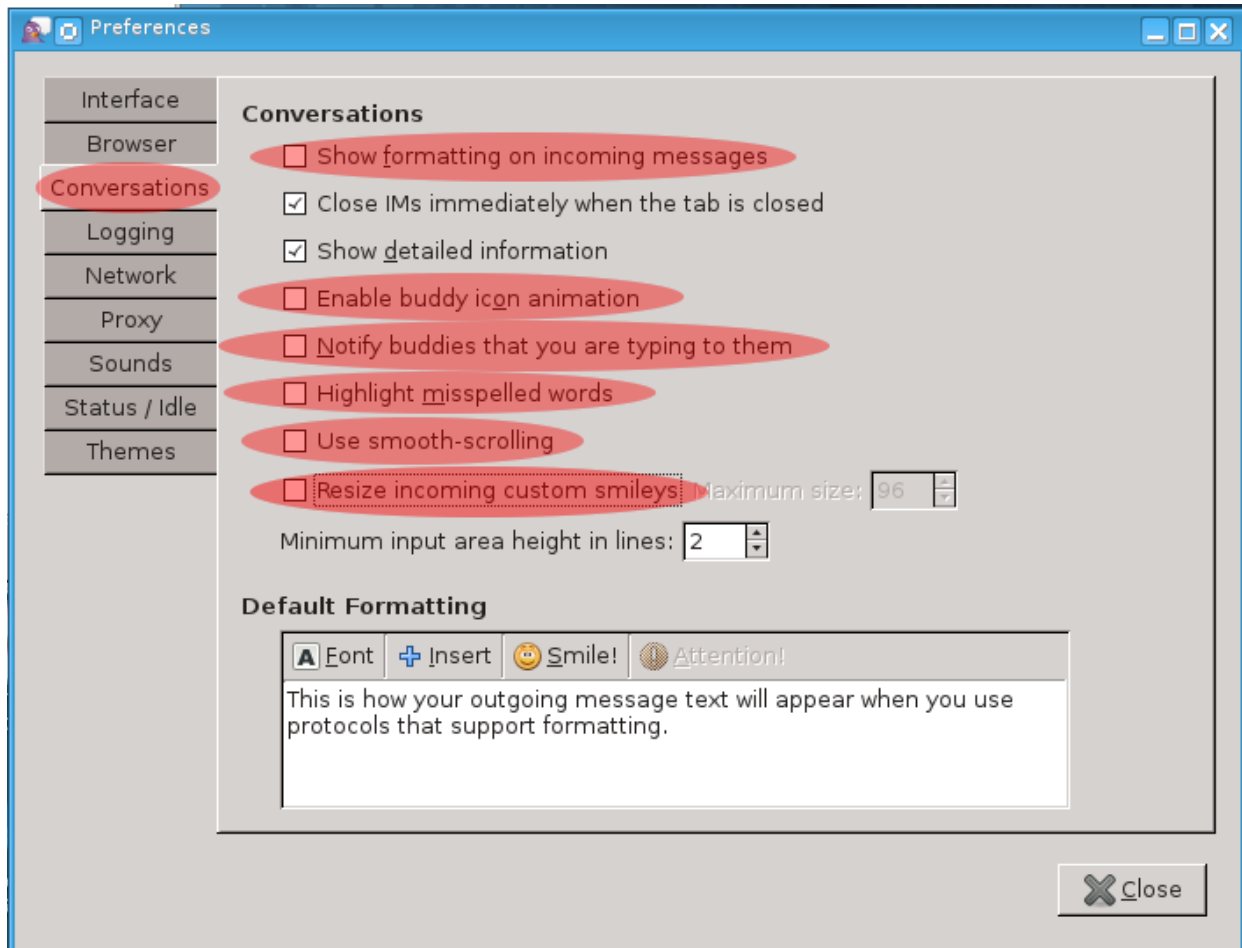 Preferences
Interface
Browser
Conversations
Logging
Network
Proxy
Sounds
Status / Idle
Themes
Conversations
Show formatting on incoming messages
Close IMs immediately when the tab is closed
Show detailed information
Enable buddy icon animation
Notify buddies that you are typing to them
Highlight misspelled words
Use smooth-scrolling
Resize incoming custom smileys Maximum size: 96
Minimum input area height in lines: 2
Default Formatting
A Font Insert Smile! Attention!
This is how your outgoing message text will appear when you use
protocols that support formatting.
Close